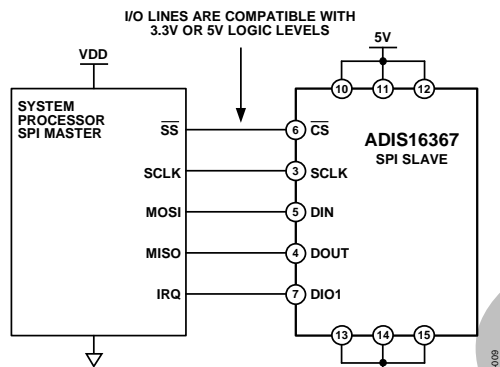 I/O LINES ARE COMPATIBLE WITH
3.3V OR 5V LOGIC LEVELS
VDD
5V
10
11
12
SYSTEM
PROCESSOR
SPI MASTER
ADIS16367
SPI SLAVE
SS
6
CS
SCLK
3
SCLK
MOSI
5
DIN
MISO
4
DOUT
IRQ
7
DIO1
13
14
15